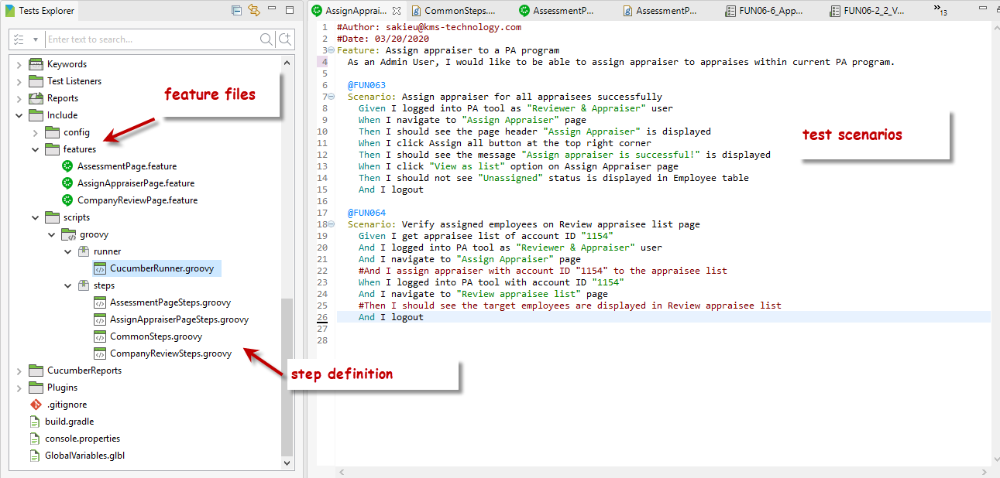 Tests Explorer
Enter text to search...
Keywords
Test Listeners
Reports
Include
config
features
AssessmentPage.feature
AssignAppraiserPage.feature
CompanyReviewPage.feature
scripts
groovy
runner
CucumberRunner.groovy
steps
AssessmentPageSteps.groovy
AssignAppraiserPageSteps.groovy
CommonSteps.groovy
CompanyReviewSteps.groovy
CucumberReports
Plugins
.gitignore
build.gradle
console.properties
GlobalVariables.glbl
feature files
step definition
AssignApprai... CommonSteps.... AssessmentP... AssessmentP... FUN06-6_App... FUN06-2_2_V... »13
1 #Author: sakieu@kms-technology.com
2 #Date: 03/20/2020
3 Feature: Assign appraiser to a PA program
4 As an Admin User, I would like to be able to assign appraiser to appraises within current PA program.
5
6 @FUN063
7 Scenario: Assign appraiser for all appraisees successfully
8 Given I logged into PA tool as "Reviewer & Appraiser" user
9 When I navigate to "Assign Appraiser" page
10 Then I should see the page header "Assign Appraiser" is displayed
11 When I click Assign all button at the top right corner
12 Then I should see the message "Assign appraiser is successful!" is displayed
13 When I click "View as list" option on Assign Appraiser page
14 Then I should not see "Unassigned" status is displayed in Employee table
15 And I logout
16
17 @FUN064
18 Scenario: Verify assigned employees on Review appraisee list page
19 Given I get appraisee list of account ID "1154"
20 And I logged into PA tool as "Reviewer & Appraiser" user
21 And I navigate to "Assign Appraiser" page
22 #And I assign appraiser with account ID "1154" to the appraisee list
23 When I logged into PA tool with account ID "1154"
24 And I navigate to "Review appraisee list" page
25 #Then I should see the target employees are displayed in Review appraisee list
26 And I logout
27
28
test scenarios